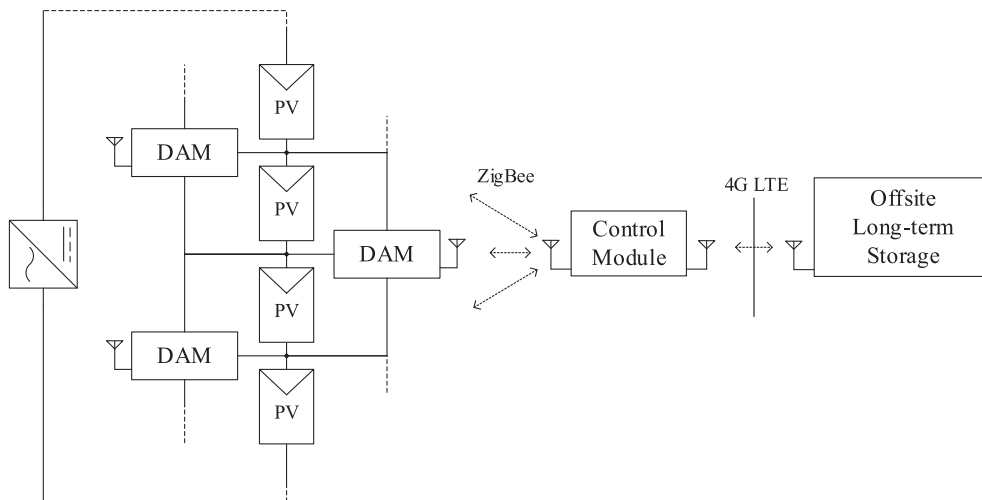 PV
DAM
PV
ZigBee
4G LTE
DAM
Control
Module
Offsite
Long-term
Storage
PV
DAM
PV